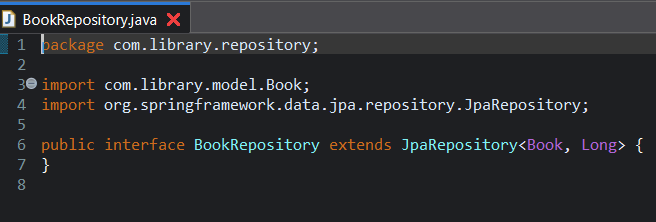 BookRepository.java
1 package com.library.repository;
2
3 import com.library.model.Book;
4 import org.springframework.data.jpa.repository.JpaRepository;
5
6 public interface BookRepository extends JpaRepository<Book, Long> {
7 }
8